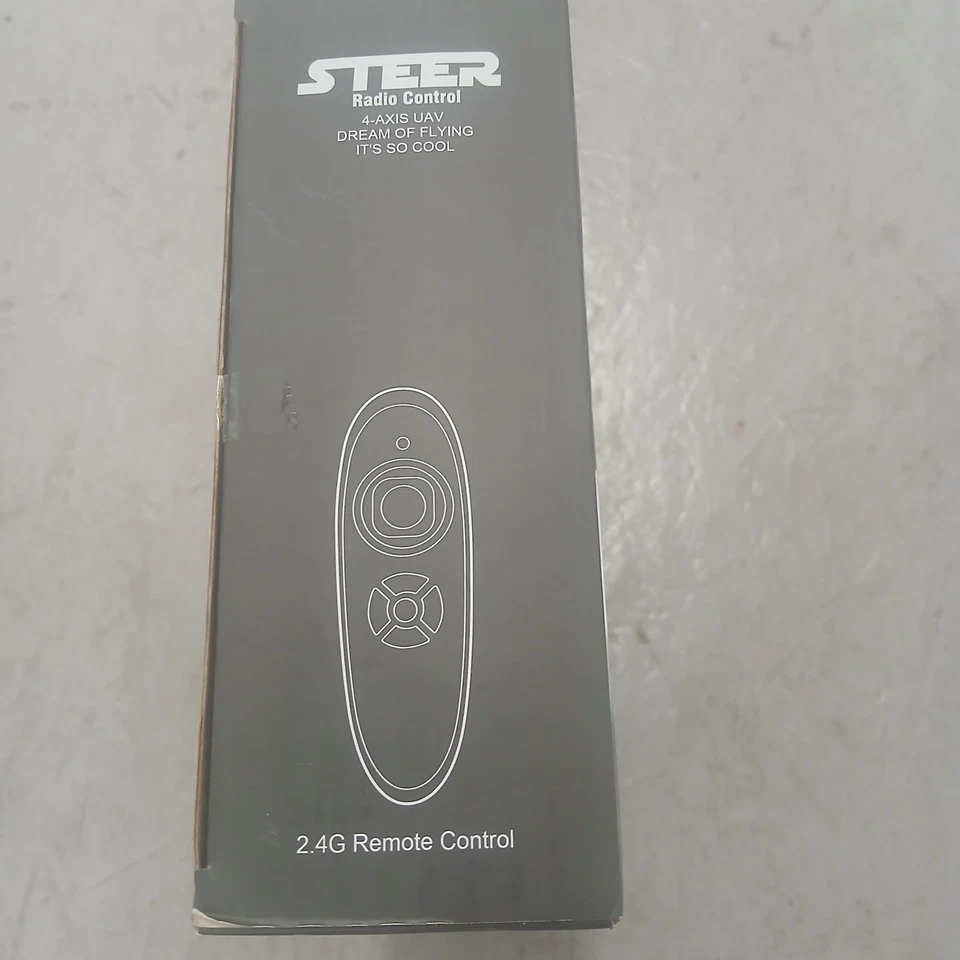 STEER
Radio Control
4-AXIS UAV
DREAM OF FLYING
IT'S SO COOL
2.4G Remote Control